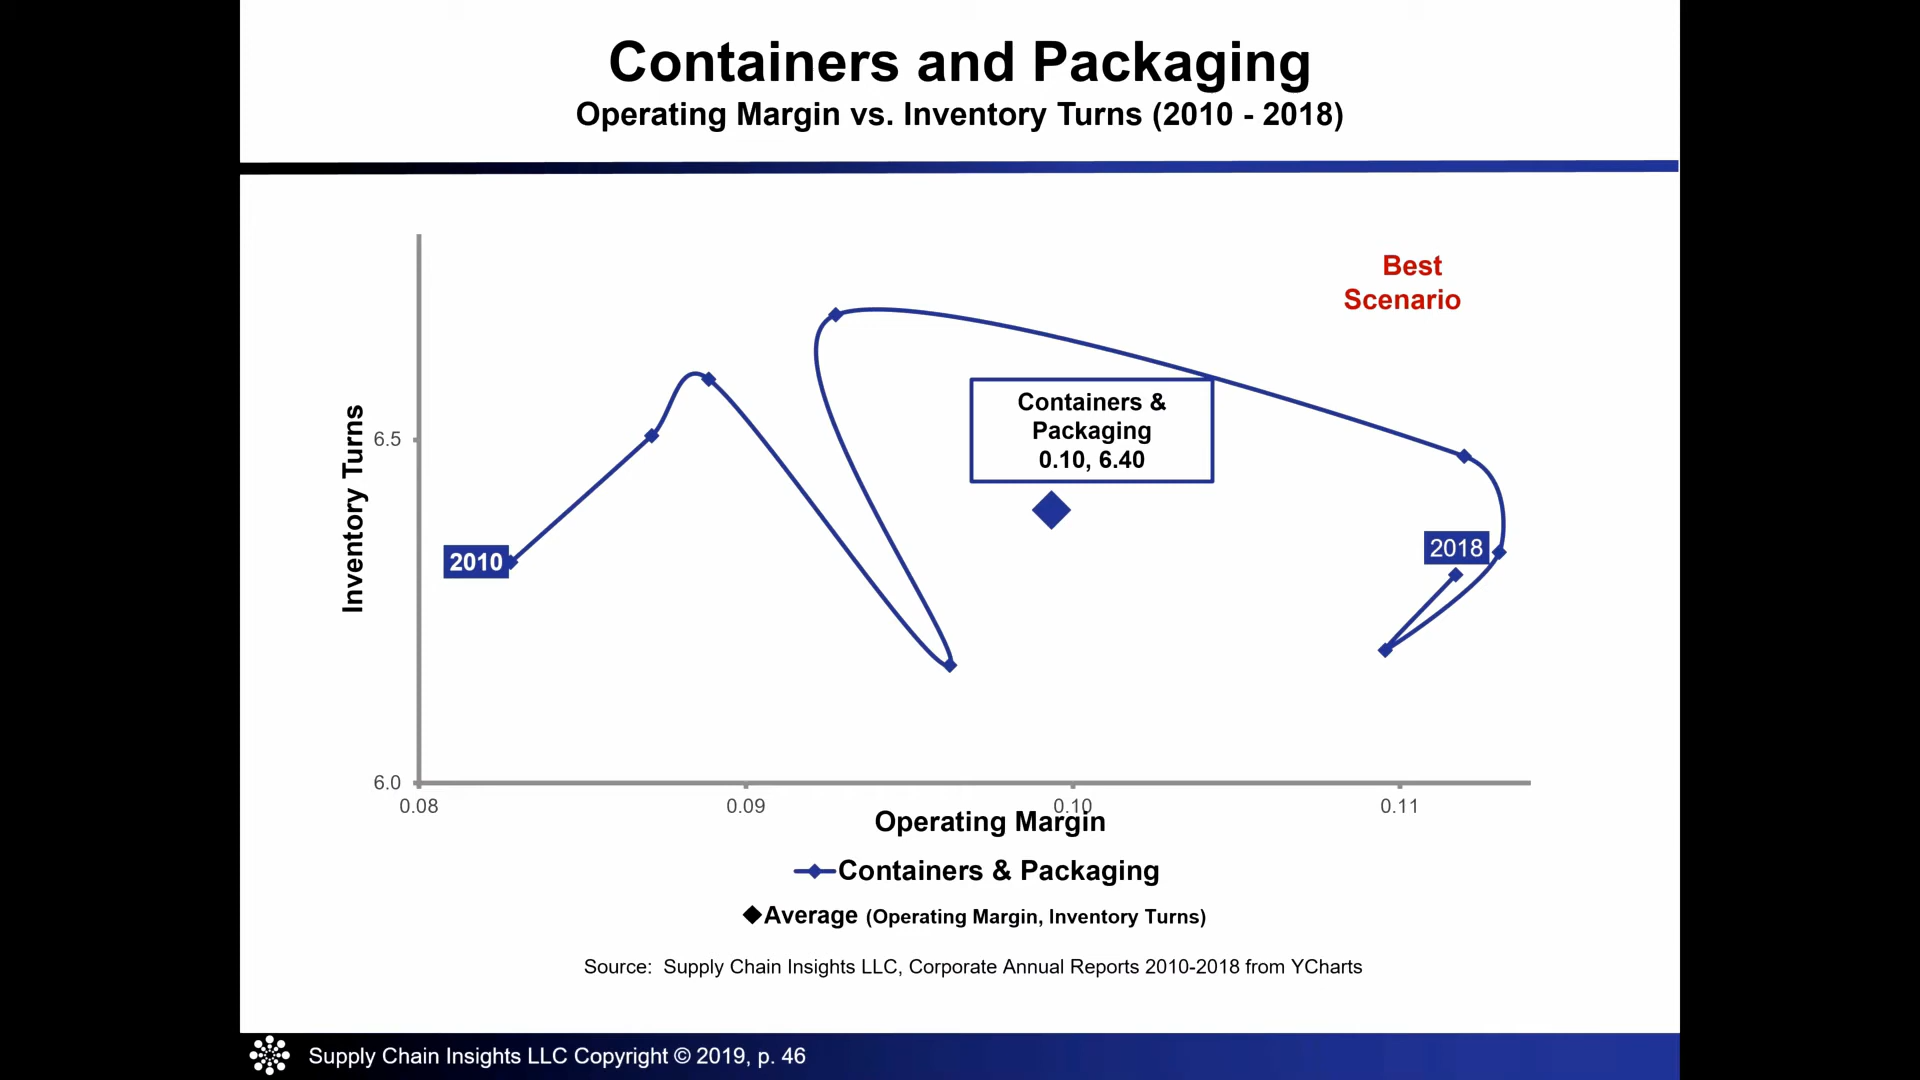 Containers and Packaging
Operating Margin vs. Inventory Turns (2010 - 2018)
Best
Scenario
Containers &
Packaging
0.10, 6.40
Inventory Turns
6.5
6.0
2010
2018
0.08
0.09
0.10
0.11
Operating Margin
Containers & Packaging
Average (Operating Margin, Inventory Turns)
Source: Supply Chain Insights LLC, Corporate Annual Reports 2010-2018 from YCharts
Supply Chain Insights LLC Copyright © 2019, p. 46